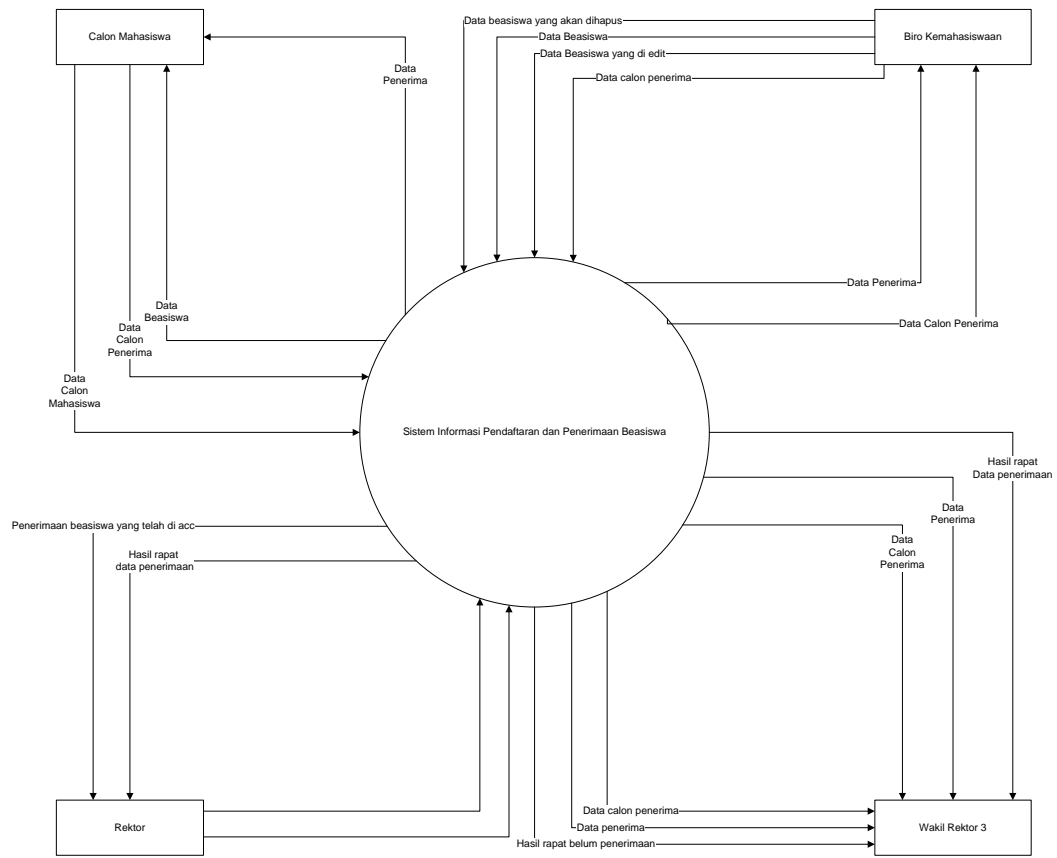 Calon Mahasiswa
Data beasiswa yang akan dihapus
Data Beasiswa
Data Beasiswa yang di edit
Data calon penerima
Biro Kemahasiswaan
Data
Penerima
Data Penerima
Data Calon Penerima
Data
Beasiswa
Data
Calon
Penerima
Data
Calon
Mahasiswa
Sistem Informasi Pendaftaran dan Penerimaan Beasiswa
Hasil rapat
Data penerimaan
Data
Penerima
Data
Calon
Penerima
Penerimaan beasiswa yang telah di acc
Hasil rapat
data penerimaan
Rektor
Data calon penerima
Data penerima
Hasil rapat belum penerimaan
Wakil Rektor 3